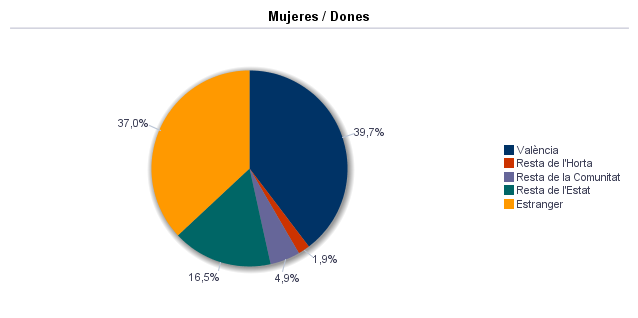 Mujeres / Dones
37,0%
39,7%
16,5%
4,9%
1,9%
València
Resta de l'Horta
Resta de la Comunitat
Resta de l'Estat
Estranger